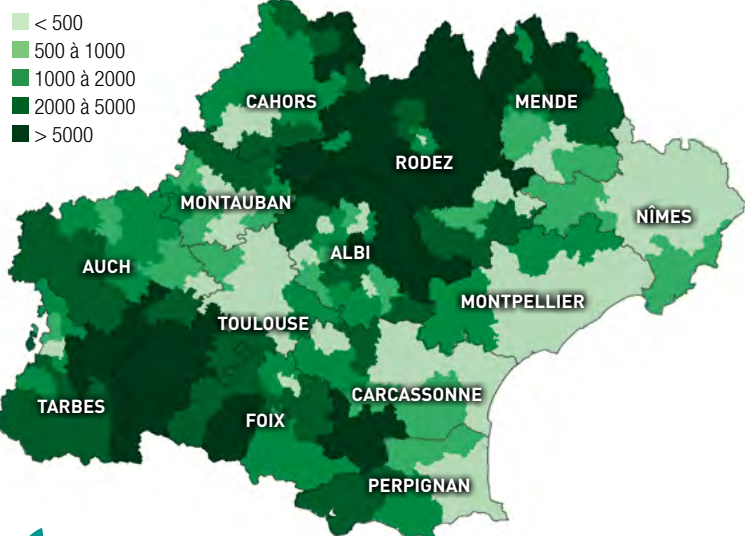 < 500
500 à 1000
1000 à 2000
2000 à 5000
> 5000
CAHORS
MENDE
RODEZ
MONTAUBAN
NÎMES
ALBI
AUCH
MONTPELLIER
TOULOUSE
CARCASSONNE
TARBES
FOIX
PERPIGNAN